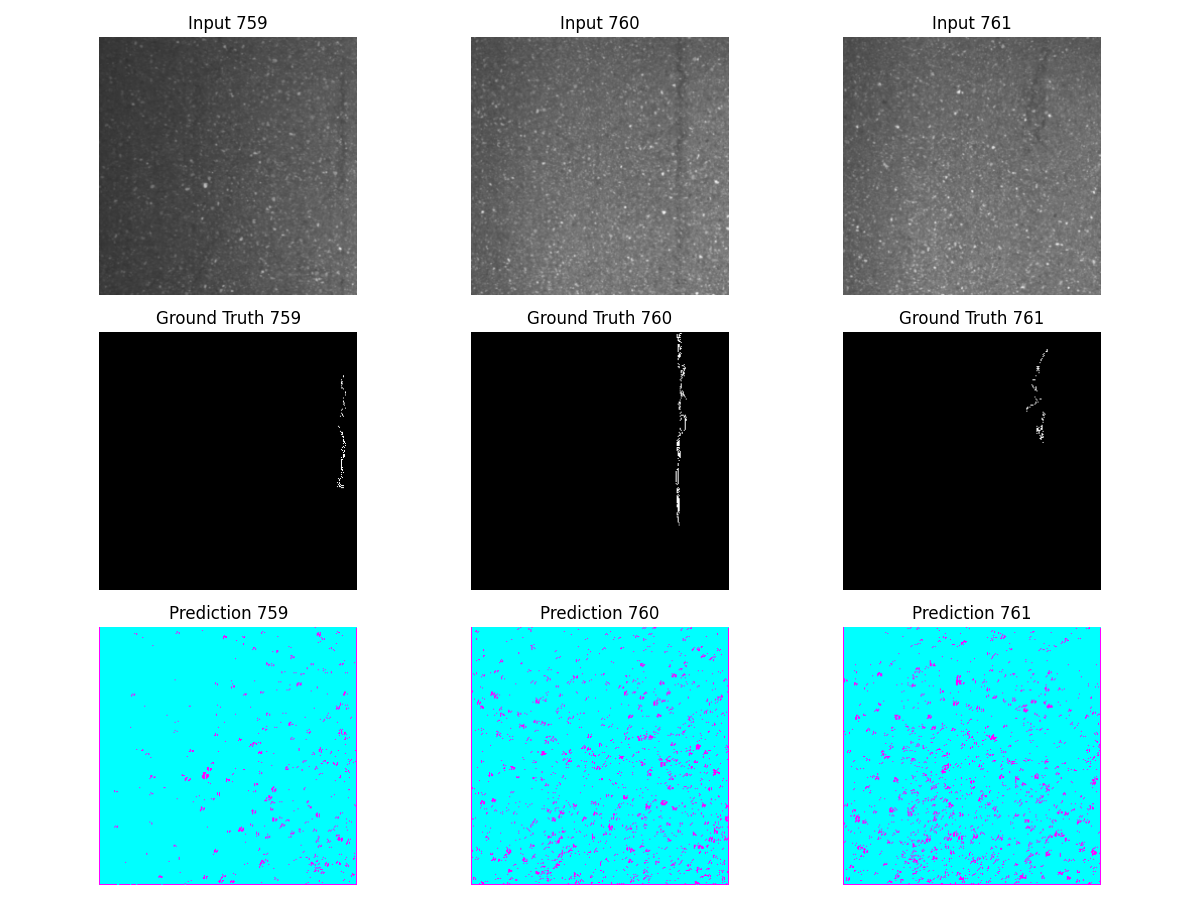 Input 759
Input 760
Input 761
Ground Truth 759
Ground Truth 760
Ground Truth 761
Prediction 759
Prediction 760
Prediction 761